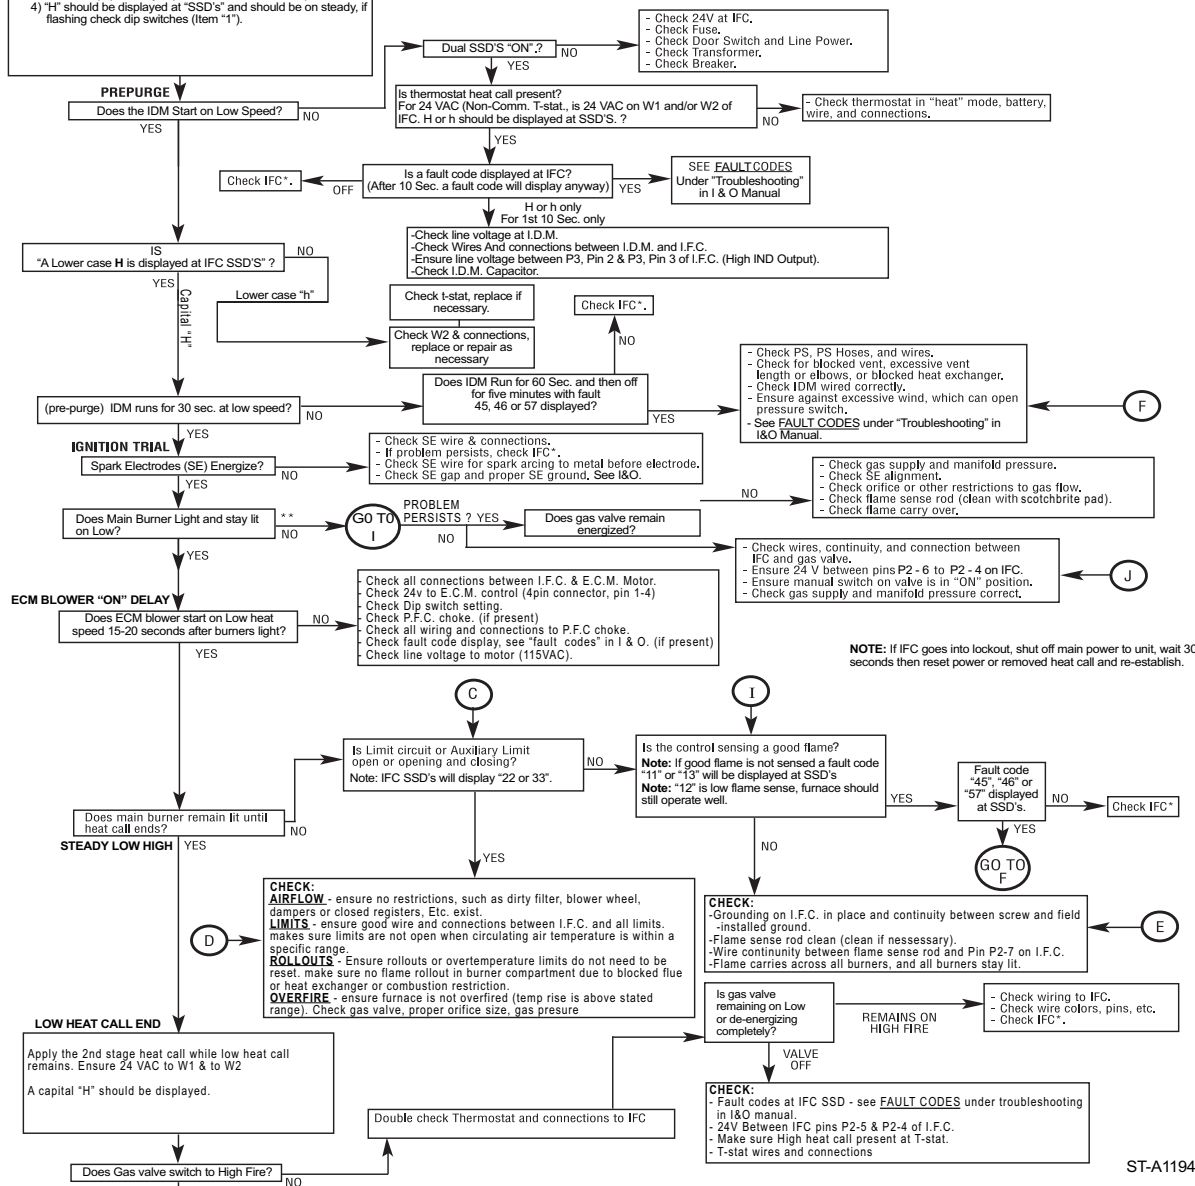 4) “H” should be displayed at “SSD’s” and should be on steady, if
flashing check dip switches (Item “1”).
PREPURGE
Does the IDM Start on Low Speed?
NO
YES
Dual SSD'S “ON”.?
NO
YES
- Check 24V at IFC.
- Check Fuse.
- Check Door Switch and Line Power.
- Check Transformer.
- Check Breaker.
Is thermostat heat call present?
For 24 VAC (Non-Comm. T-stat., is 24 VAC on W1 and/or W2 of
IFC. H or h should be displayed at SSD'S. ?
NO
YES
- Check thermostat in “heat” mode, battery,
wire, and connections.
Is a fault code displayed at IFC?
(After 10 Sec. a fault code will display anyway)
OFF
Check IFC*.
YES
SEE FAULT CODES
Under "Troubleshooting"
in I & O Manual
H or h only
For 1st 10 Sec. only
-Check line voltage at I.D.M.
-Check Wires And connections between I.D.M. and I.F.C.
-Ensure line voltage between P3, Pin 2 & P3, Pin 3 of I.F.C. (High IND Output).
-Check I.D.M. Capacitor.
IS
“A Lower case H is displayed at IFC SSD'S” ?
NO
Lower case “h”
YES
Capital “H”
Check t-stat, replace if
necessary.
Check W2 & connections,
replace or repair as
necessary
Check IFC*.
NO
(pre-purge) IDM runs for 30 sec. at low speed?
NO
YES
Does IDM Run for 60 Sec. and then off
for five minutes with fault
45, 46 or 57 displayed?
YES
- Check PS, PS Hoses, and wires.
- Check for blocked vent, excessive vent
length or elbows, or blocked heat exchanger.
- Check IDM wired correctly.
- Ensure against excessive wind, which can open
pressure switch.
- See FAULT CODES under “Troubleshooting” in
I&O Manual.
F
IGNITION TRIAL
Spark Electrodes (SE) Energize?
NO
YES
- Check SE wire & connections.
- If problem persists, check IFC*.
- Check SE wire for spark arcing to metal before electrode.
- Check SE gap and proper SE ground. See I&O.
Does Main Burner Light and stay lit
on Low?
**
NO
YES
GO TO
I
PROBLEM
PERSISTS ? YES
NO
Does gas valve remain
energized?
NO
- Check gas supply and manifold pressure.
- Check SE alignment.
- Check orifice or other restrictions to gas flow.
- Check flame sense rod (clean with scotchbrite pad).
- Check flame carry over.
- Check wires, continuity, and connection between
IFC and gas valve.
- Ensure 24 V between pins P2 - 6 to P2 - 4 on IFC.
- Ensure manual switch on valve is in “ON” position.
- Check gas supply and manifold pressure correct.
J
ECM BLOWER “ON” DELAY
Does ECM blower start on Low heat
speed 15-20 seconds after burners light?
NO
YES
- Check all connections between I.F.C. & E.C.M. Motor.
- Check 24v to E.C.M. control (4pin connector, pin 1-4)
- Check Dip switch setting.
- Check P.F.C. choke. (if present)
- Check all wiring and connections to P.F.C choke.
- Check fault code display, see “fault codes” in I & O. (if present)
- Check line voltage to motor (115VAC).
NOTE: If IFC goes into lockout, shut off main power to unit, wait 30
seconds then reset power or removed heat call and re-establish.
C
I
Is Limit circuit or Auxiliary Limit
open or opening and closing?
Note: IFC SSD's will display “22 or 33”.
NO
YES
Is the control sensing a good flame?
Note: If good flame is not sensed a fault code
“11” or “13” will be displayed at SSD's
Note: “12” is low flame sense, furnace should
still operate well.
YES
NO
Fault code
“45”, “46” or
“57” displayed
at SSD's.
NO
Check IFC*
YES
GO TO
F
Does main burner remain lit until
heat call ends?
NO
STEADY LOW HIGH
YES
D
CHECK:
AIRFLOW - ensure no restrictions, such as dirty filter, blower wheel,
dampers or closed registers, Etc. exist.
LIMITS - ensure good wire and connections between I.F.C. and all limits.
makes sure limits are not open when circulating air temperature is within a
specific range.
ROLLOUTS - Ensure rollouts or overtemperature limits do not need to be
reset. make sure no flame rollout in burner compartment due to blocked flue
or heat exchanger or combustion restriction.
OVERFIRE - ensure furnace is not overfired (temp rise is above stated
range). Check gas valve, proper orifice size, gas presure
CHECK:
-Grounding on I.F.C. in place and continuity between screw and field
-installed ground.
-Flame sense rod clean (clean if nessessary).
-Wire continuity between flame sense rod and Pin P2-7 on I.F.C.
-Flame carries across all burners, and all burners stay lit.
E
LOW HEAT CALL END
Apply the 2nd stage heat call while low heat call
remains. Ensure 24 VAC to W1 & to W2
A capital “H” should be displayed.
Is gas valve
remaining on Low
or de-energizing
completely?
REMAINS ON
HIGH FIRE
- Check wiring to IFC.
- Check wire colors, pins, etc.
- Check IFC*.
VALVE
OFF
CHECK:
- Fault codes at IFC SSD - see FAULT CODES under troubleshooting
in I&O manual.
- 24V Between IFC pins P2-5 & P2-4 of I.F.C.
- Make sure High heat call present at T-stat.
- T-stat wires and connections
Double check Thermostat and connections to IFC
Does Gas valve switch to High Fire?
NO
ST-A1194